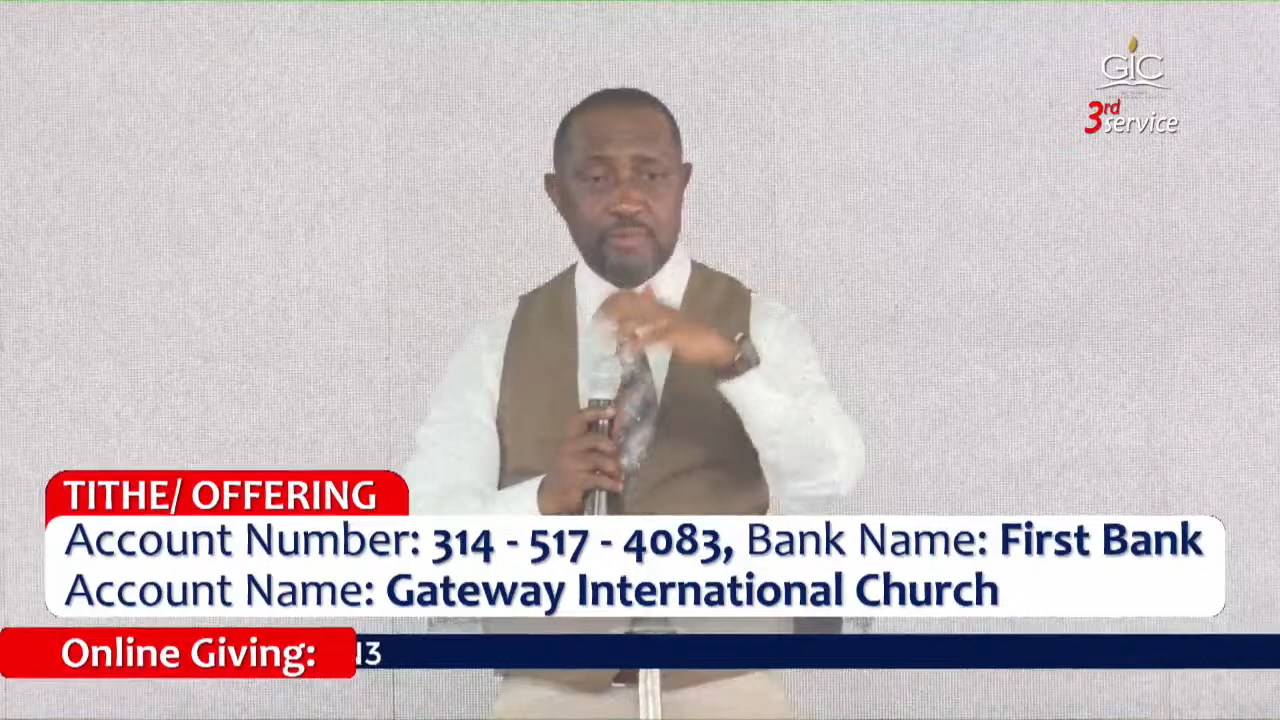 GIC
3rd service
TITHE/ OFFERING
Account Number: 314 - 517 - 4083, Bank Name: First Bank
Account Name: Gateway International Church
Online Giving: